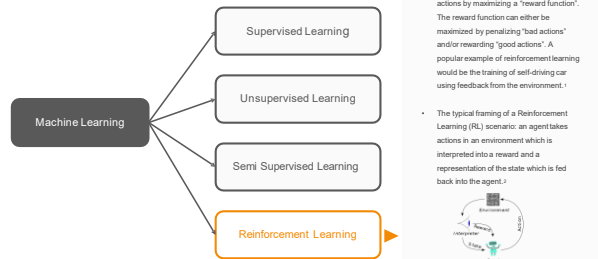 Machine Learning
Supervised Learning
Unsupervised Learning
Semi Supervised Learning
Reinforcement Learning
actions by maximizing a “reward function”.
The reward function can either be
maximized by penalizing “bad actions”
and/or rewarding “good actions”. A
popular example of reinforcement learning
would be the training of self-driving car
using feedback from the environment.¹
• The typical framing of a Reinforcement
Learning (RL) scenario: an agent takes
actions in an environment which is
interpreted into a reward and a
representation of the state which is fed
back into the agent.²
Environment
Reward
Action
Interpreter
State